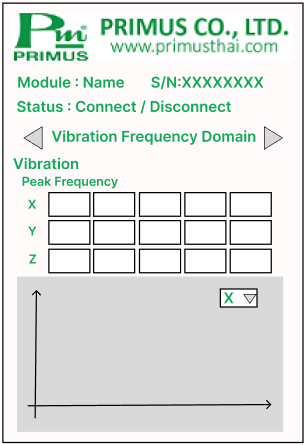 Pm
PRIMUS
PRIMUS CO., LTD.
www.primusthai.com
Module : Name S/N:XXXXXXXX
Status : Connect / Disconnect
Vibration Frequency Domain
Vibration
Peak Frequency
X
Y
Z
X